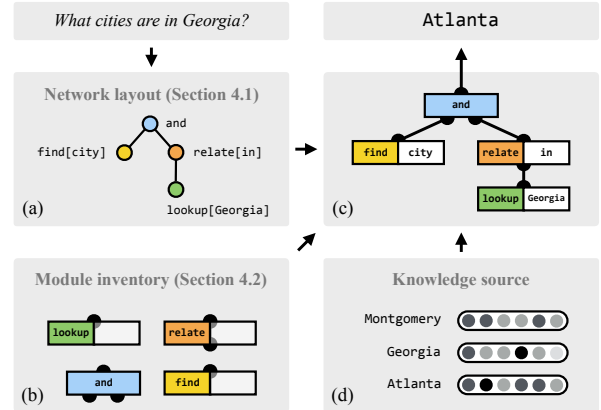 What cities are in Georgia?
Atlanta
Network layout (Section 4.1)
and
find[city]
relate[in]
lookup[Georgia]
(a)
and
find city
relate in
lookup Georgia
(c)
Module inventory (Section 4.2)
lookup
relate
and
find
(b)
Knowledge source
Montgomery
Georgia
Atlanta
(d)